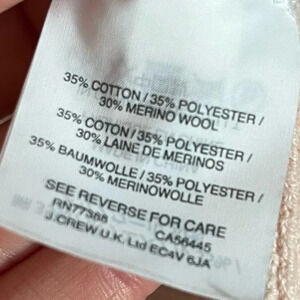 35% COTTON / 35% POLYESTER /
30% MERINO WOOL
35% COTON / 35% POLYESTER /
30% LAINE DE MERINOS
35% BAUMWOLLE / 35% POLYESTER /
30% MERINOWOLLE
SEE REVERSE FOR CARE
RN77388 CA56445
J.CREW U.K. Ltd EC4V 6JA